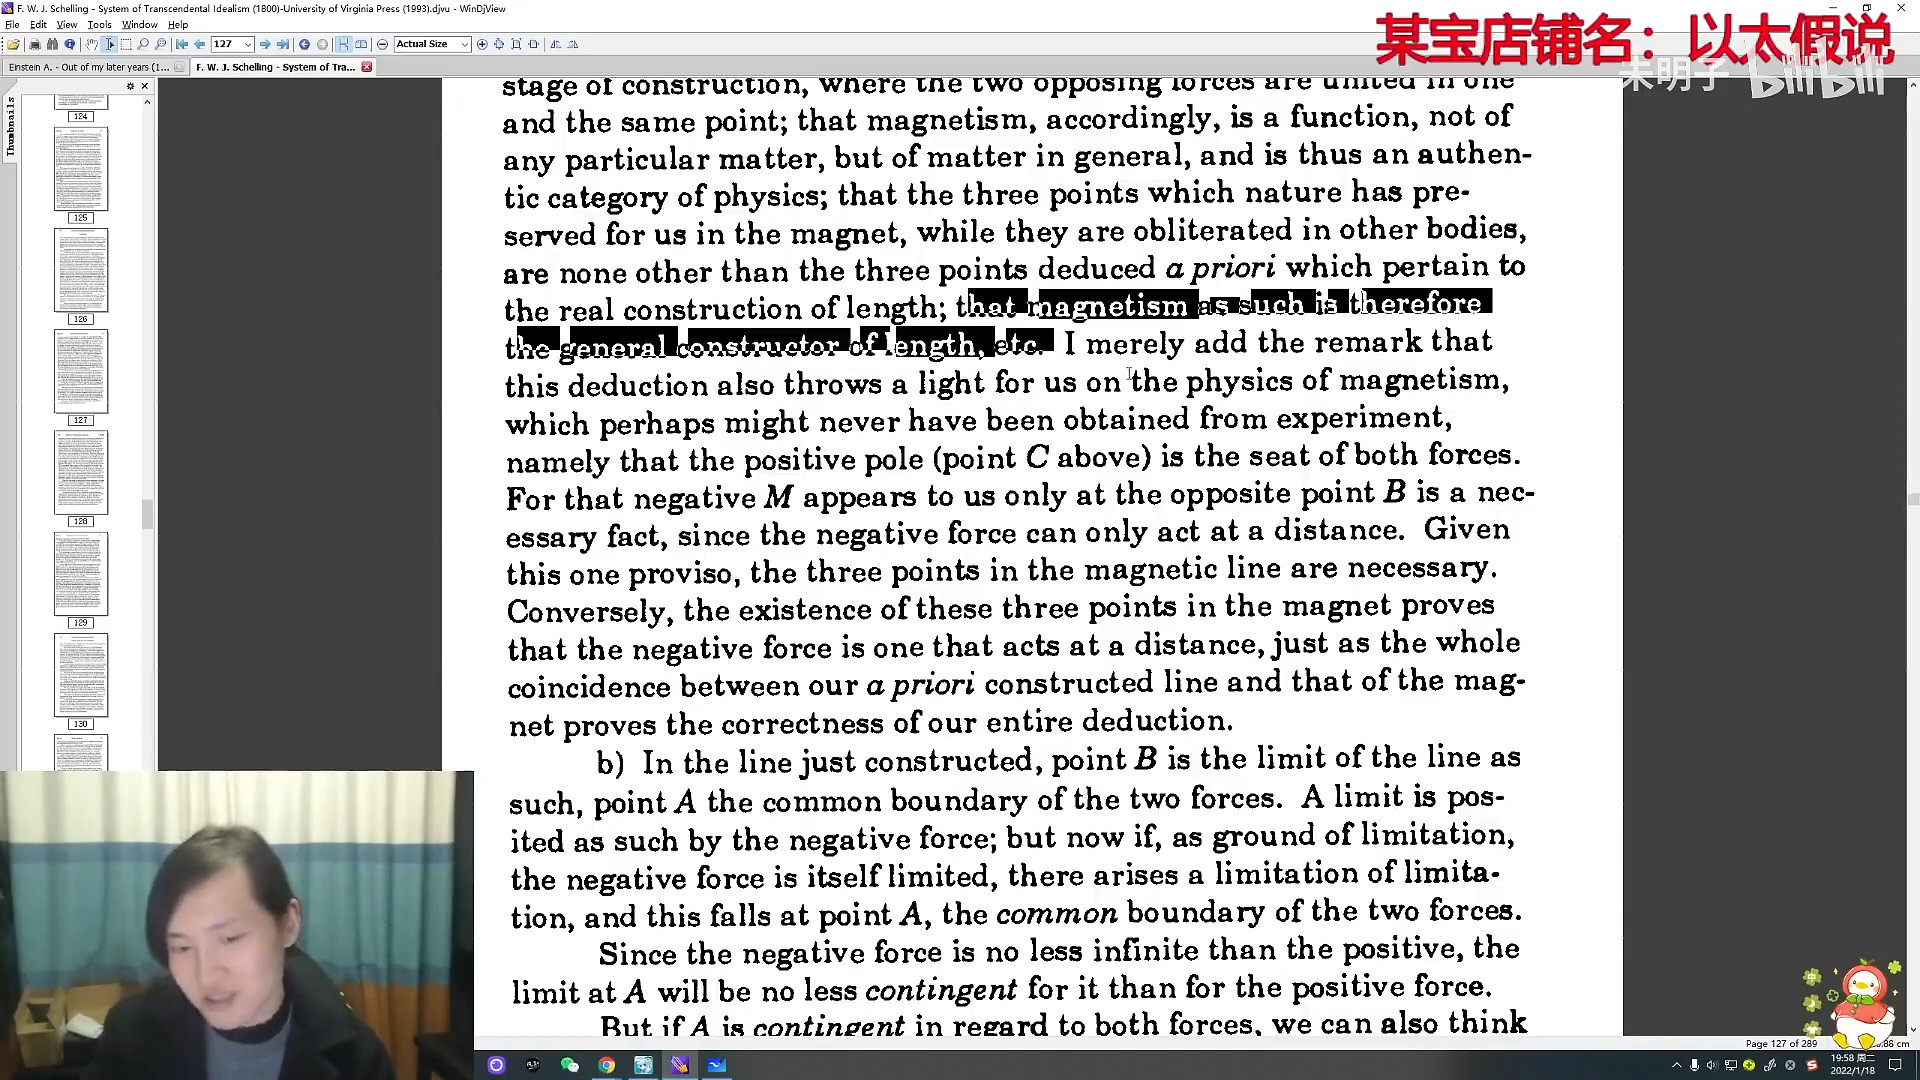 F. W. J. Schelling - System of Transcendental Idealism (1800)-University of Virginia Press (1993).djvu - WinDjView
File Edit View Tools Window Help
127
Actual Size
Einstein A. - Out of my later years (1...
F. W. J. Schelling - System of Tra...
某宝店铺名：以太假说
朱明子 bilibili
Thumbnails
124
125
126
127
128
129
130
stage of construction, where the two opposing forces are united in one
and the same point; that magnetism, accordingly, is a function, not of
any particular matter, but of matter in general, and is thus an authen-
tic category of physics; that the three points which nature has pre-
served for us in the magnet, while they are obliterated in other bodies,
are none other than the three points deduced a priori which pertain to
the real construction of length; that magnetism as such is therefore
the general constructor of length, etc. I merely add the remark that
this deduction also throws a light for us on the physics of magnetism,
which perhaps might never have been obtained from experiment,
namely that the positive pole (point C above) is the seat of both forces.
For that negative M appears to us only at the opposite point B is a nec-
essary fact, since the negative force can only act at a distance. Given
this one proviso, the three points in the magnetic line are necessary.
Conversely, the existence of these three points in the magnet proves
that the negative force is one that acts at a distance, just as the whole
coincidence between our a priori constructed line and that of the mag-
net proves the correctness of our entire deduction.
b) In the line just constructed, point B is the limit of the line as
such, point A the common boundary of the two forces. A limit is pos-
ited as such by the negative force; but now if, as ground of limitation,
the negative force is itself limited, there arises a limitation of limita-
tion, and this falls at point A, the common boundary of the two forces.
Since the negative force is no less infinite than the positive, the
limit at A will be no less contingent for it than for the positive force.
But if A is contingent in regard to both forces, we can also think
Page 127 of 289
19:58 周二
2022/1/18